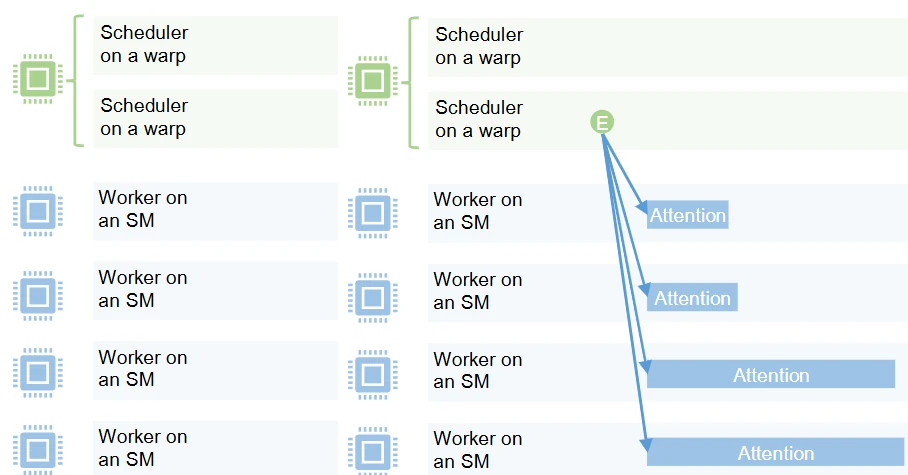 Scheduler
on a warp
Scheduler
on a warp
Worker on
an SM
Worker on
an SM
Worker on
an SM
Worker on
an SM
Scheduler
on a warp
Scheduler
on a warp
E
Worker on
an SM
Attention
Worker on
an SM
Attention
Worker on
an SM
Attention
Worker on
an SM
Attention